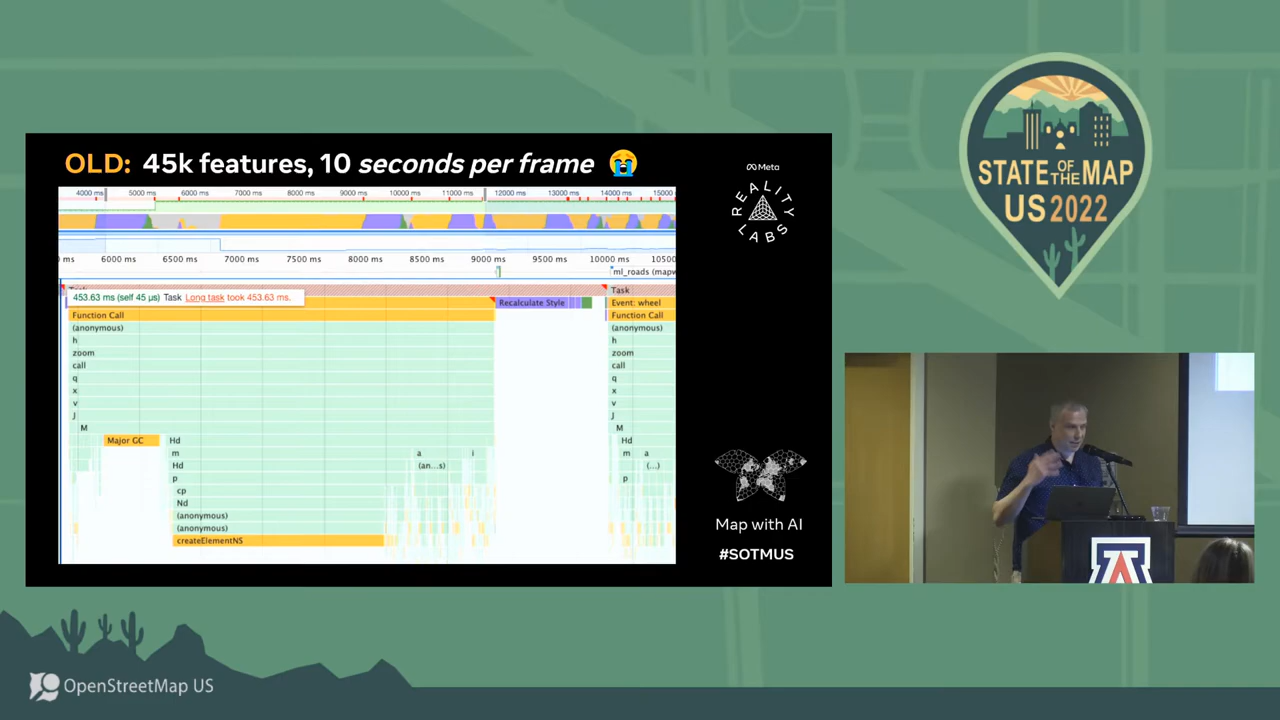 OLD: 45k features, 10 seconds per frame 😭
4000 ms 5000 ms 6000 ms 7000 ms 8000 ms 9000 ms 10000 ms 11000 ms 12000 ms 13000 ms 14000 ms 15000
ms 6000 ms 6500 ms 7000 ms 7500 ms 8000 ms 8500 ms 9000 ms 9500 ms 10000 ms 10500
ml_roads (mapw
Task
453.63 ms (self 45 µs) Task Long task took 453.63 ms.
Recalculate Style Event: wheel
Function Call Function Call
(anonymous) (anonymous)
h h
zoom zoom
call call
q q
x x
v v
J J
M M
Major GC Hd Hd
m a i m a
Hd (an...s) (...)
p p
cp
Nd
(anonymous)
(anonymous)
createElementNS
Meta
REALITY LABS
Map with AI
#SOTMUS
STATE OF THE MAP
US 2022
A
OpenStreetMap US